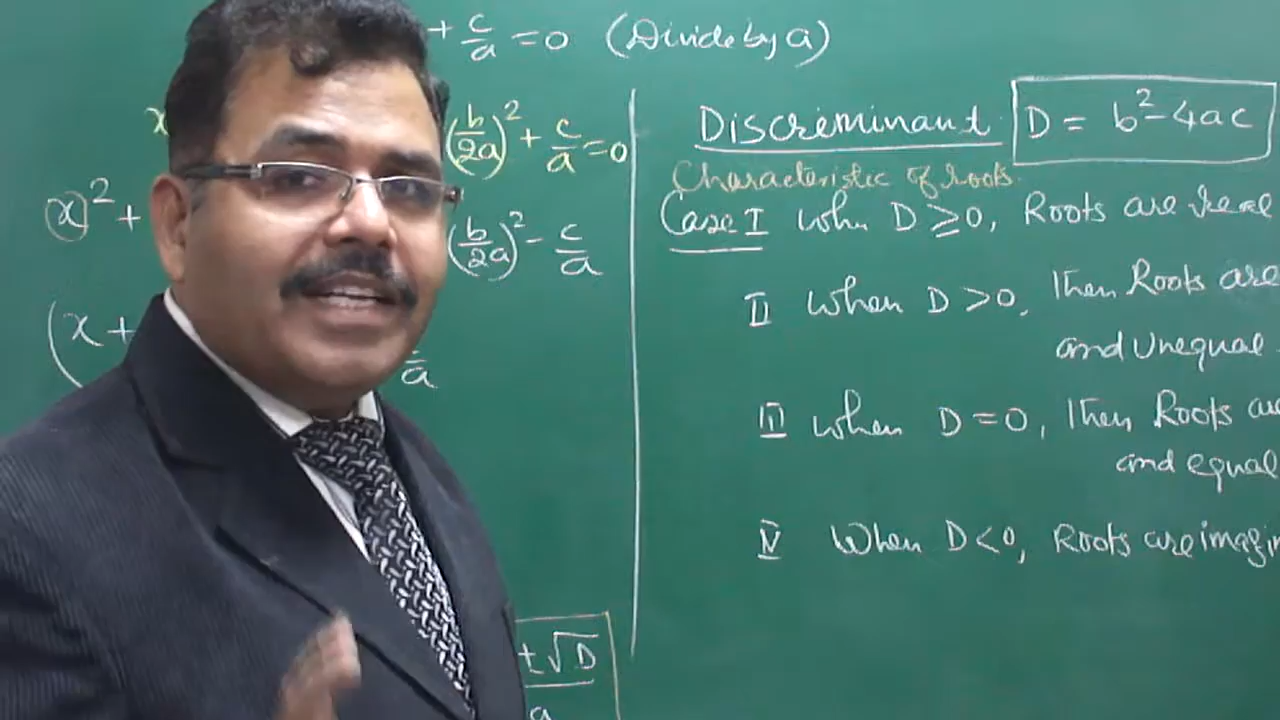 + c/a = 0 (Divide by a)
(b/2a)² + c/a = 0
(x)² +
(b/2a)² - c/a
(x +
a
± √D
a
Discreminant D = b² - 4ac
Characteristic of roots.
Case I When D ≥ 0, Roots are real
II When D > 0, Then Roots are
and Unequal
III When D = 0, Then Roots are
and equal
IV When D < 0, Roots are imagin